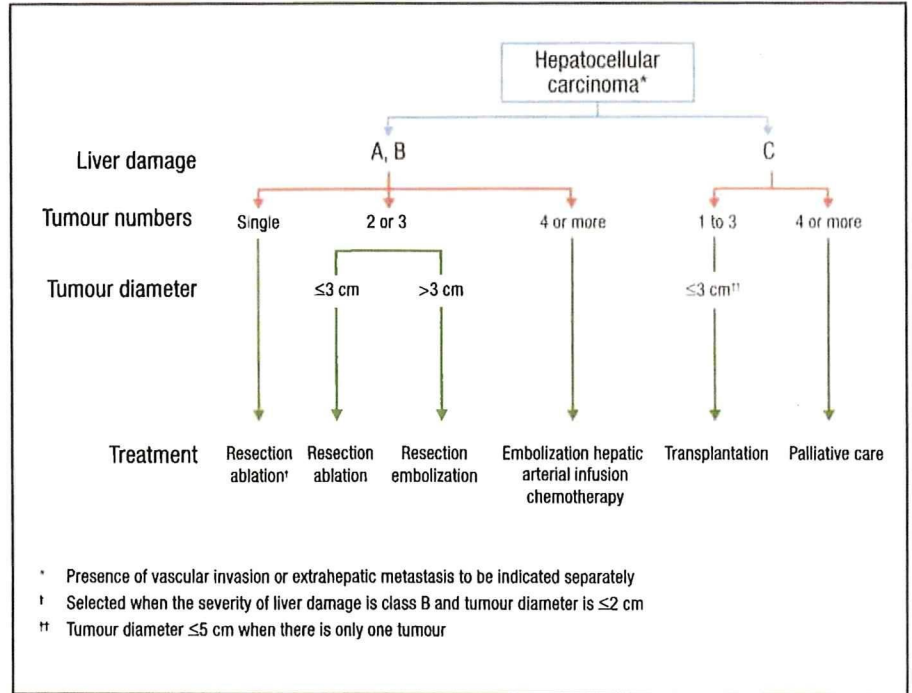 Hepatocellular
carcinoma*
Liver damage A, B C
Tumour numbers Single 2 or 3 4 or more 1 to 3 4 or more
Tumour diameter ≤3 cm >3 cm ≤3 cm††
Treatment Resection Resection Resection Embolization hepatic Transplantation Palliative care
ablation† ablation embolization arterial infusion
chemotherapy
* Presence of vascular invasion or extrahepatic metastasis to be indicated separately
† Selected when the severity of liver damage is class B and tumour diameter is ≤2 cm
†† Tumour diameter ≤5 cm when there is only one tumour